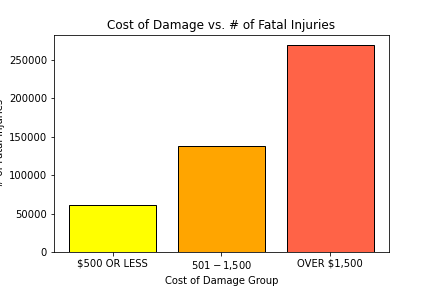 Cost of Damage vs. # of Fatal Injuries
250000
200000
150000
100000
50000
0
$500 OR LESS
501 − 1,500
OVER $1,500
Cost of Damage Group